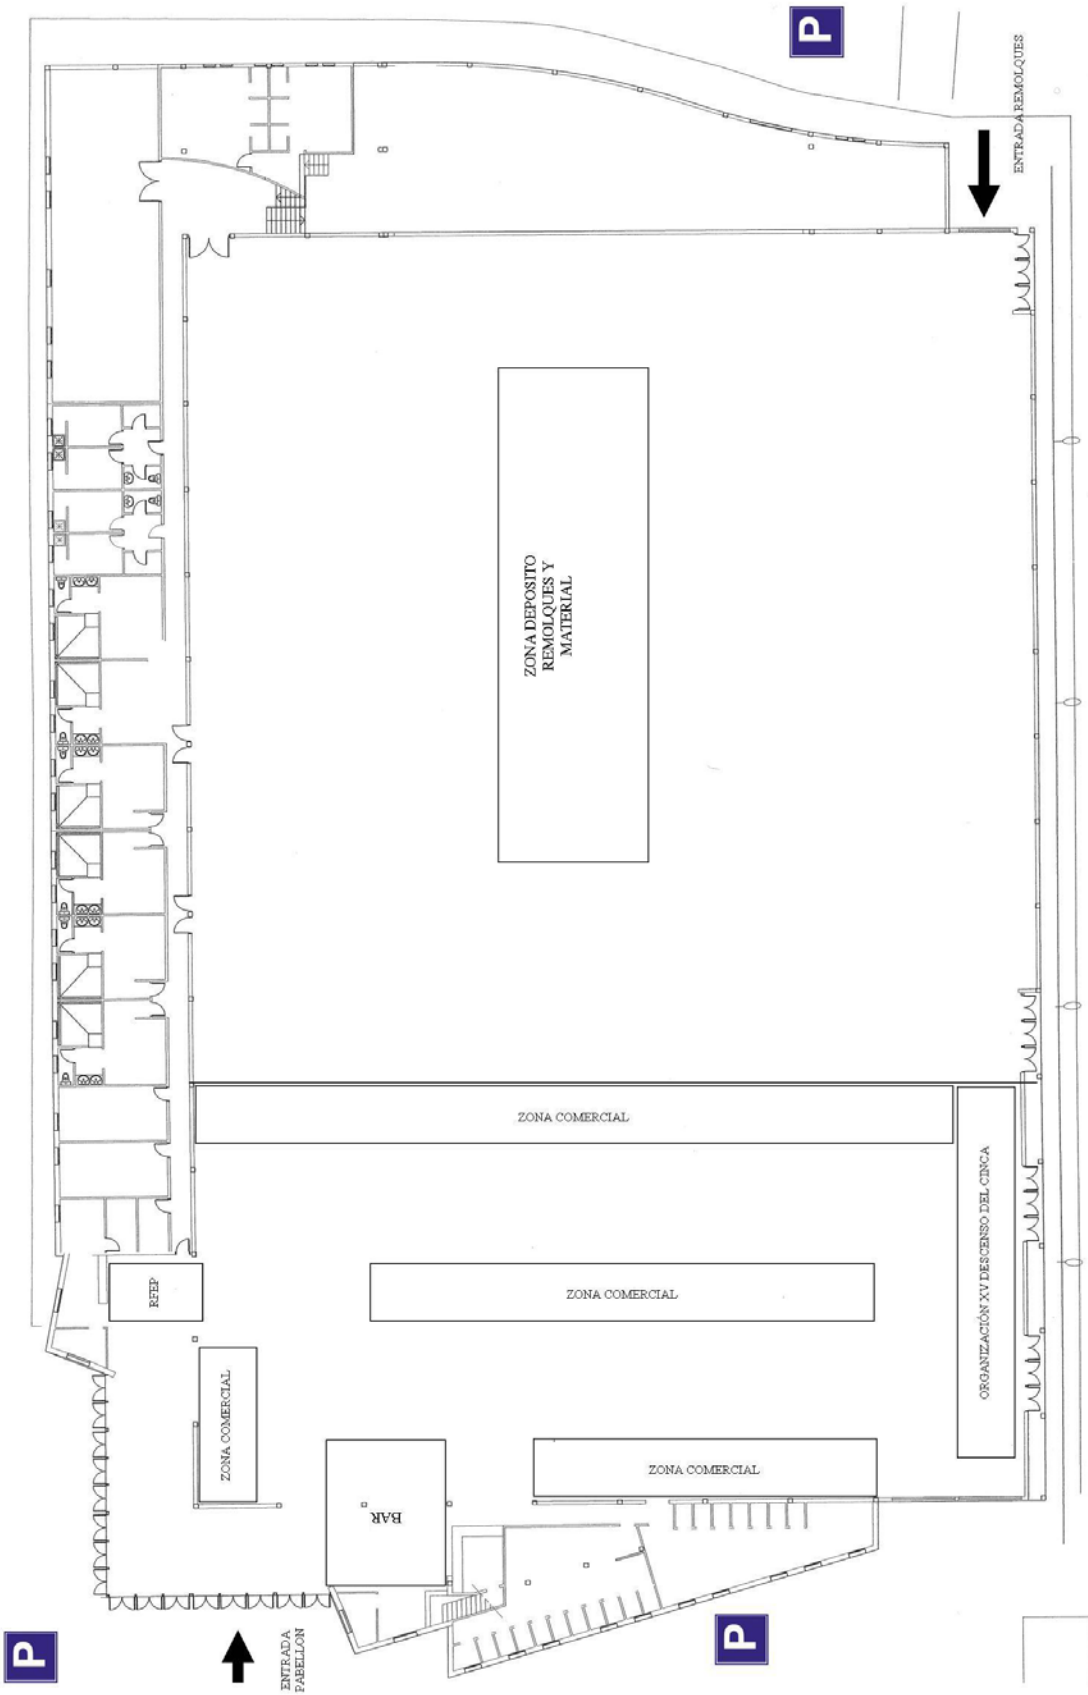 P
ENTRADA REMOLQUES
ZONA DEPOSITO
REMOLQUES Y
MATERIAL
ZONA COMERCIAL
ORGANIZACIÓN XV DESCENSO DEL CINCA
RFEP
ZONA COMERCIAL
ZONA COMERCIAL
ZONA COMERCIAL
BAR
P
ENTRADA
PABELLON
P